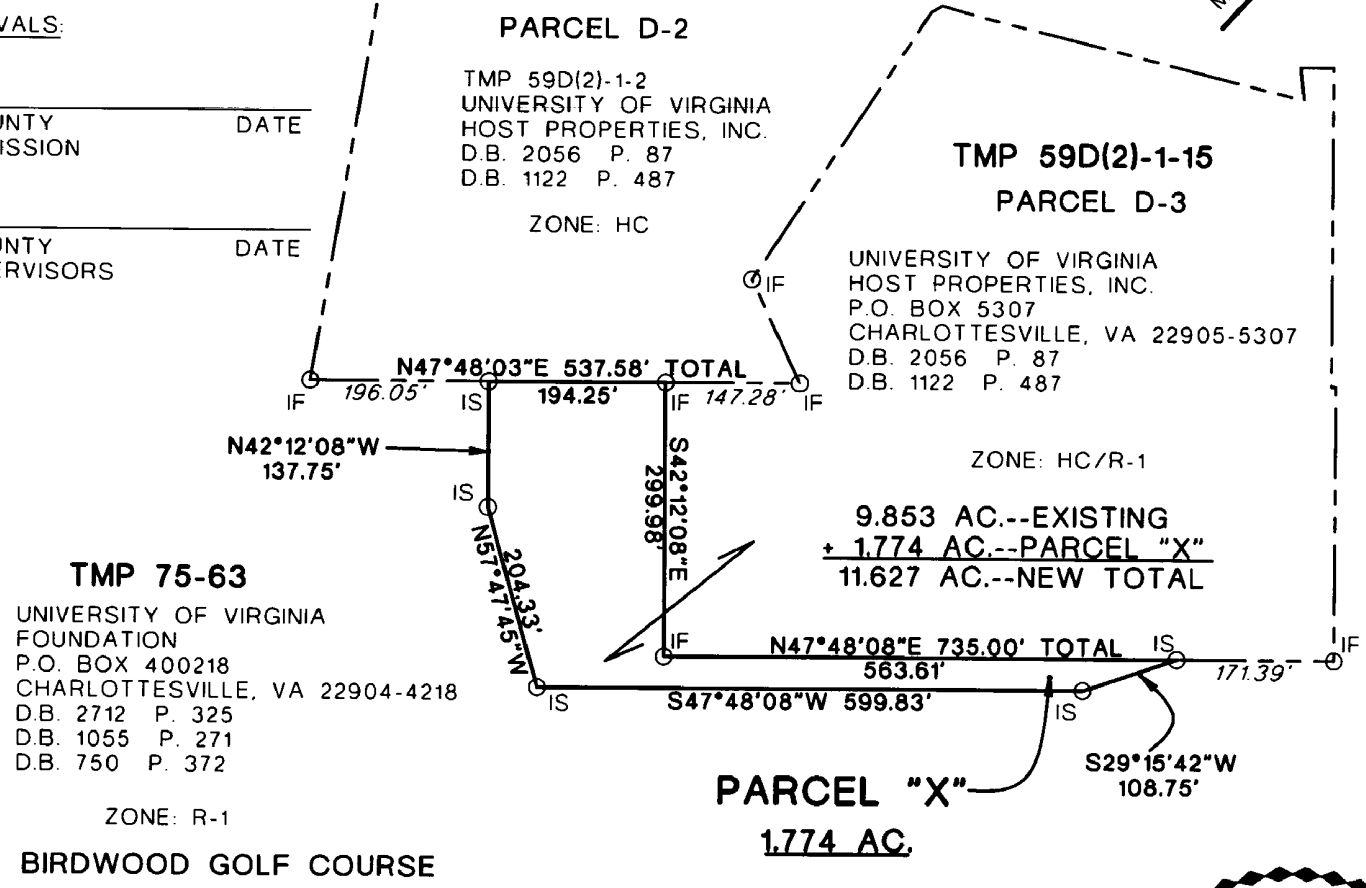 VALS:
UNTY DATE
ISSION
UNTY DATE
ERVISORS
PARCEL D-2
TMP 59D(2)-1-2
UNIVERSITY OF VIRGINIA
HOST PROPERTIES, INC.
D.B. 2056 P. 87
D.B. 1122 P. 487
ZONE: HC
TMP 59D(2)-1-15
PARCEL D-3
UNIVERSITY OF VIRGINIA
HOST PROPERTIES, INC.
P.O. BOX 5307
CHARLOTTESVILLE, VA 22905-5307
D.B. 2056 P. 87
D.B. 1122 P. 487
ZONE: HC/R-1
9.853 AC.--EXISTING
+ 1.774 AC.--PARCEL "X"
11.627 AC.--NEW TOTAL
IF
N47°48'03"E 537.58' TOTAL
196.05'
194.25'
147.28'
IF
IS
IF
IF
N42°12'08"W
137.75'
IS
S42°12'08"E
299.98'
204.33'
N57°47'45"W
IF
N47°48'08"E 735.00' TOTAL
563.61'
IS
171.39'
IF
IS
S47°48'08"W 599.83'
IS
S29°15'42"W
108.75'
PARCEL "X"
1.774 AC.
TMP 75-63
UNIVERSITY OF VIRGINIA
FOUNDATION
P.O. BOX 400218
CHARLOTTESVILLE, VA 22904-4218
D.B. 2712 P. 325
D.B. 1055 P. 271
D.B. 750 P. 372
ZONE: R-1
BIRDWOOD GOLF COURSE